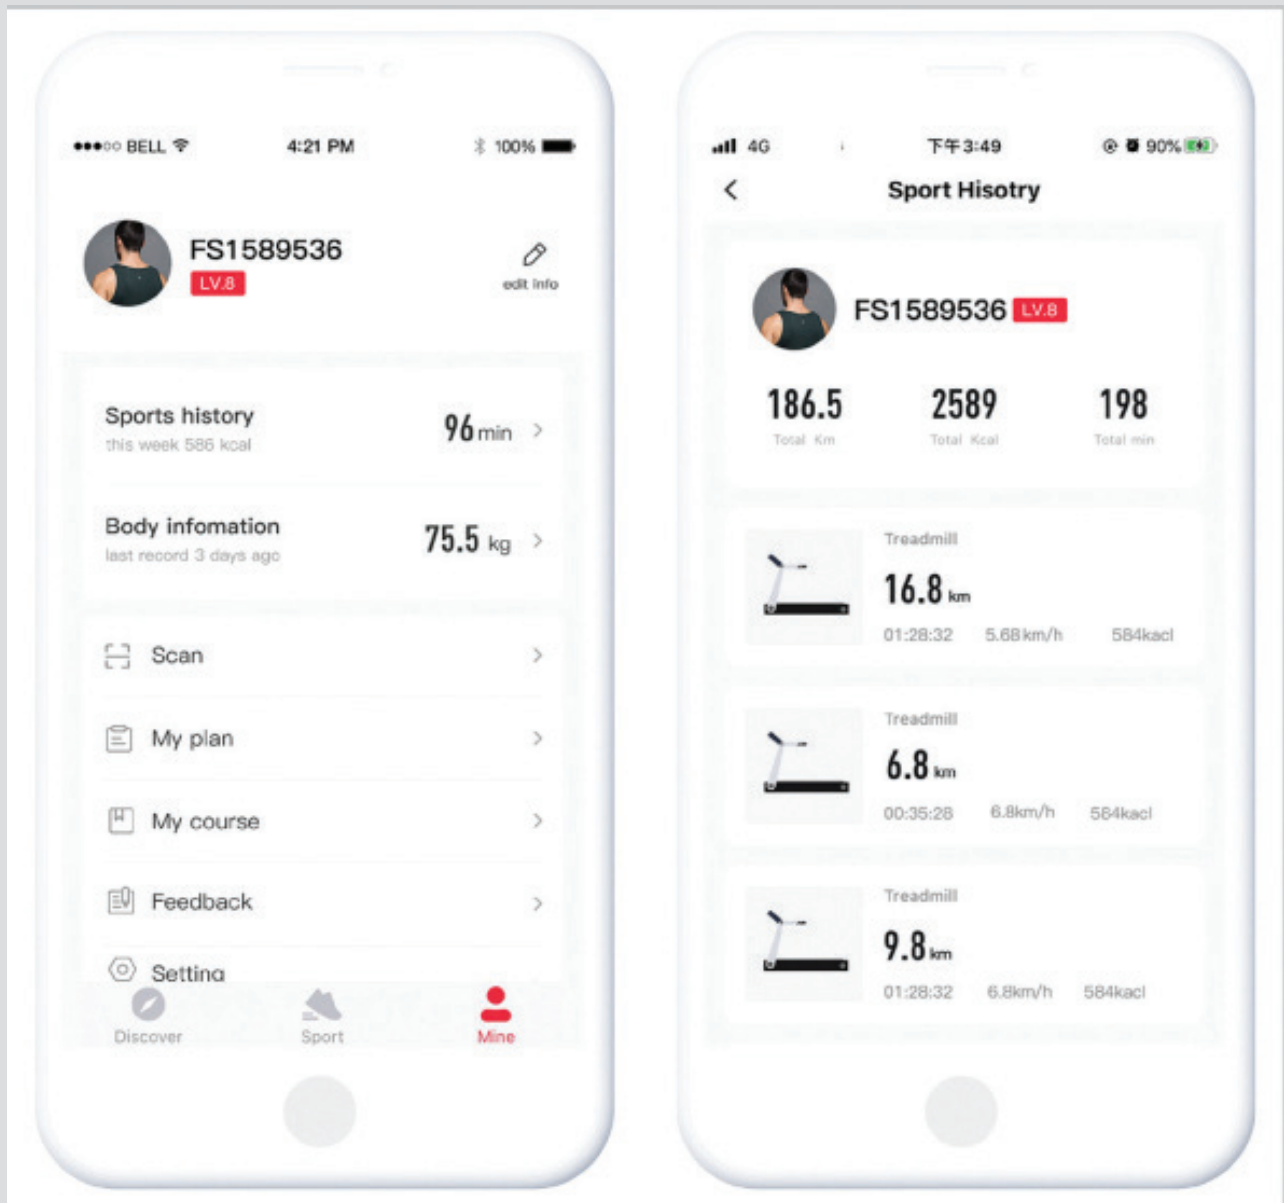 BELL 4:21 PM 100%
FS1589536
LV.8
edit info
Sports history
this week 586 kcal
96 min
Body infomation
last record 3 days ago
75.5 kg
Scan
My plan
My course
Feedback
Setting
Discover Sport Mine
4G 下午3:49 90%
Sport Hisotry
FS1589536 LV.8
186.5 2589 198
Total Km Total Kcal Total min
Treadmill
16.8 km
01:28:32 5.68km/h 584kacl
Treadmill
6.8 km
00:35:28 6.8km/h 584kacl
Treadmill
9.8 km
01:28:32 6.8km/h 584kacl